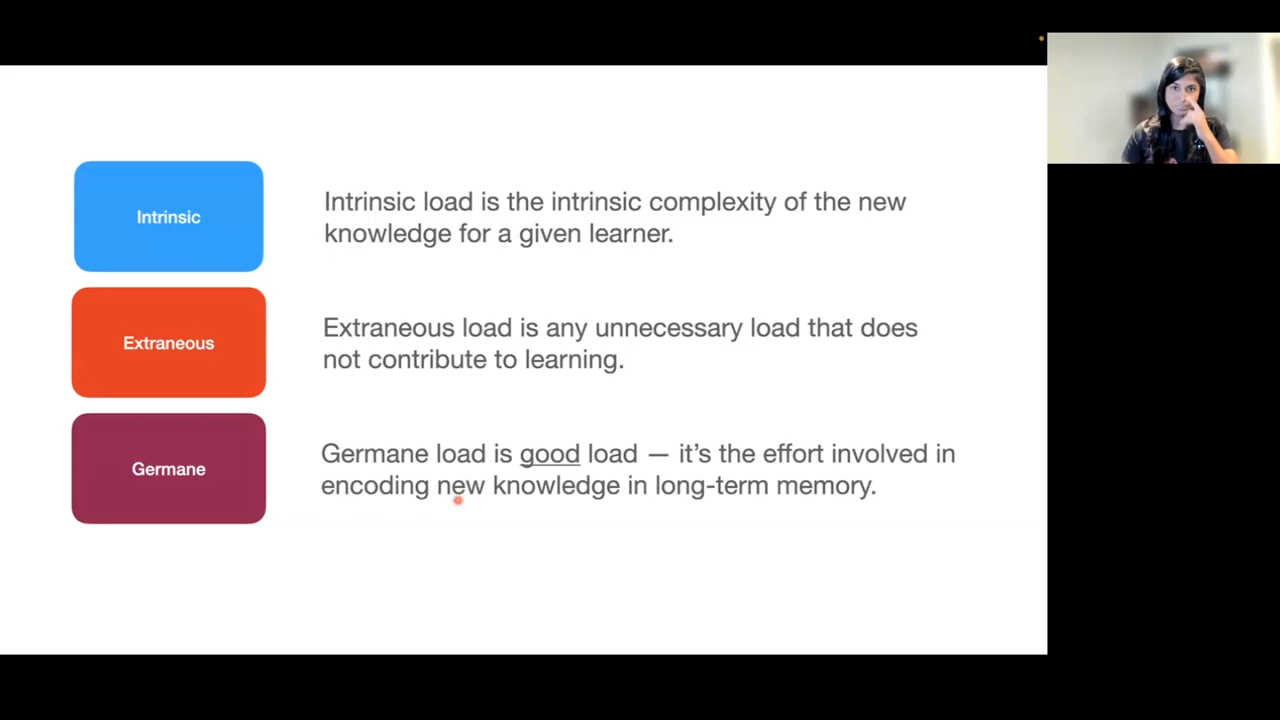 Intrinsic
Intrinsic load is the intrinsic complexity of the new
knowledge for a given learner.
Extraneous
Extraneous load is any unnecessary load that does
not contribute to learning.
Germane
Germane load is good load — it’s the effort involved in
encoding new knowledge in long-term memory.